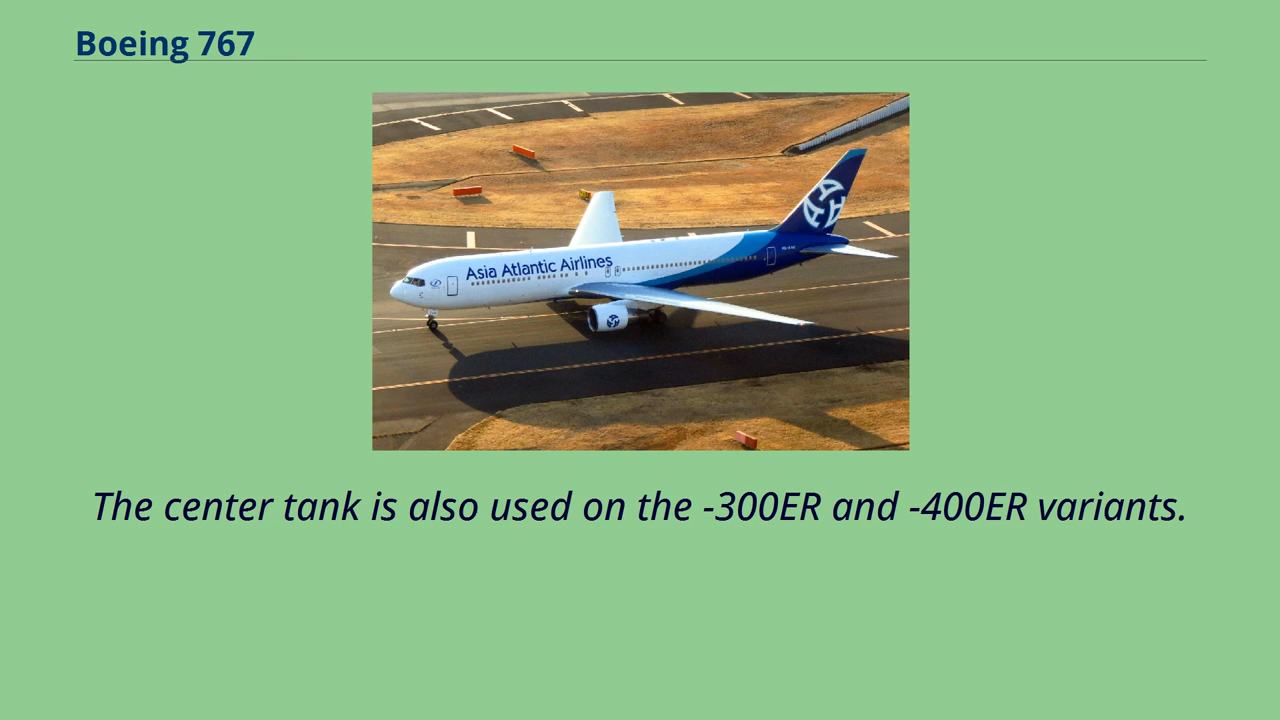 Boeing 767
Asia Atlantic Airlines
The center tank is also used on the -300ER and -400ER variants.